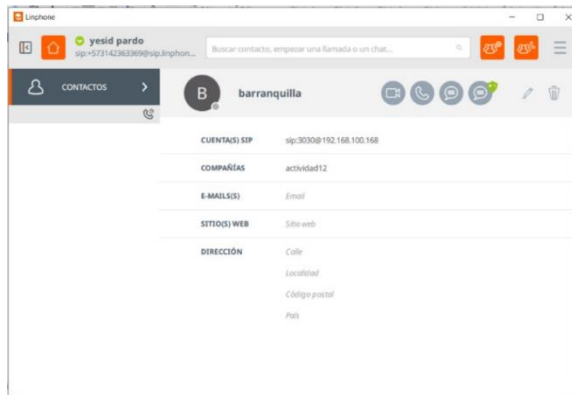 Linphone
yesid pardo
sip:+573142363369@sip.linphon...
Buscar contacto, empezar una llamada o un chat...
CONTACTOS
B
barranquilla
CUENTA(S) SIP
sip:3030@192.168.100.168
COMPAÑÍAS
actividad12
E-MAILS(S)
Email
SITIO(S) WEB
Sitio web
DIRECCIÓN
Calle
Localidad
Código postal
País